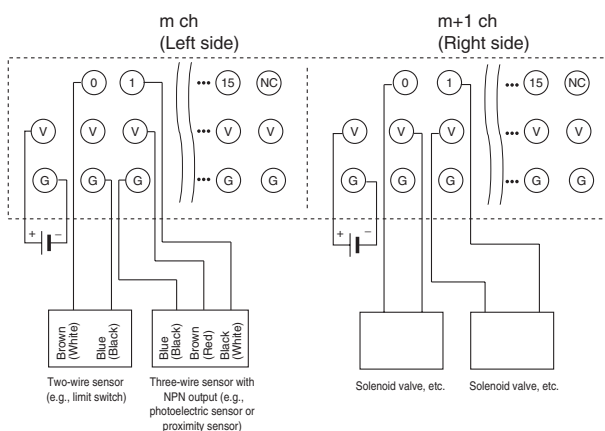 m ch
(Left side)
m+1 ch
(Right side)
0 1 ••• 15 NC
0 1 ••• 15 NC
V V V ••• V V
V V V ••• V V
G G G ••• G G
G G G ••• G G
+ −
+ −
Brown
(White)
Blue
(Black)
Blue
(Black)
Brown
(Red)
Black
(White)
Two-wire sensor
(e.g., limit switch)
Three-wire sensor with
NPN output (e.g.,
photoelectric sensor or
proximity sensor)
Solenoid valve, etc.
Solenoid valve, etc.